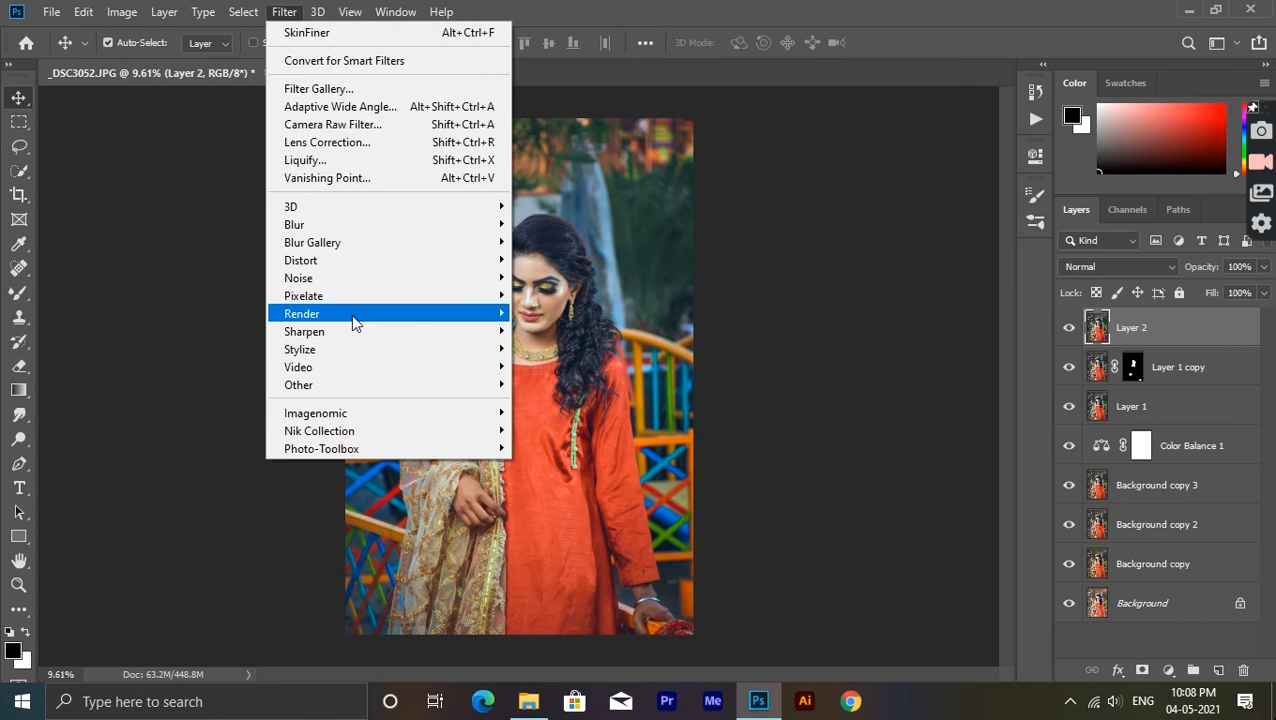 Ps File Edit Image Layer Type Select Filter 3D View Window Help
Auto-Select: Layer
3D Mode:
_DSC3052.JPG @ 9.61% (Layer 2, RGB/8*) *
SkinFiner Alt+Ctrl+F
Convert for Smart Filters
Filter Gallery...
Adaptive Wide Angle... Alt+Shift+Ctrl+A
Camera Raw Filter... Shift+Ctrl+A
Lens Correction... Shift+Ctrl+R
Liquify... Shift+Ctrl+X
Vanishing Point... Alt+Ctrl+V
3D
Blur
Blur Gallery
Distort
Noise
Pixelate
Render
Sharpen
Stylize
Video
Other
Imagenomic
Nik Collection
Photo-Toolbox
Color Swatches
Layers Channels Paths
Kind
Normal Opacity: 100%
Lock: Fill: 100%
Layer 2
Layer 1 copy
Layer 1
Color Balance 1
Background copy 3
Background copy 2
Background copy
Background
9.61% Doc: 63.2M/448.8M
Type here to search
Pr Me Ps Ai
ENG
10:08 PM
04-05-2021